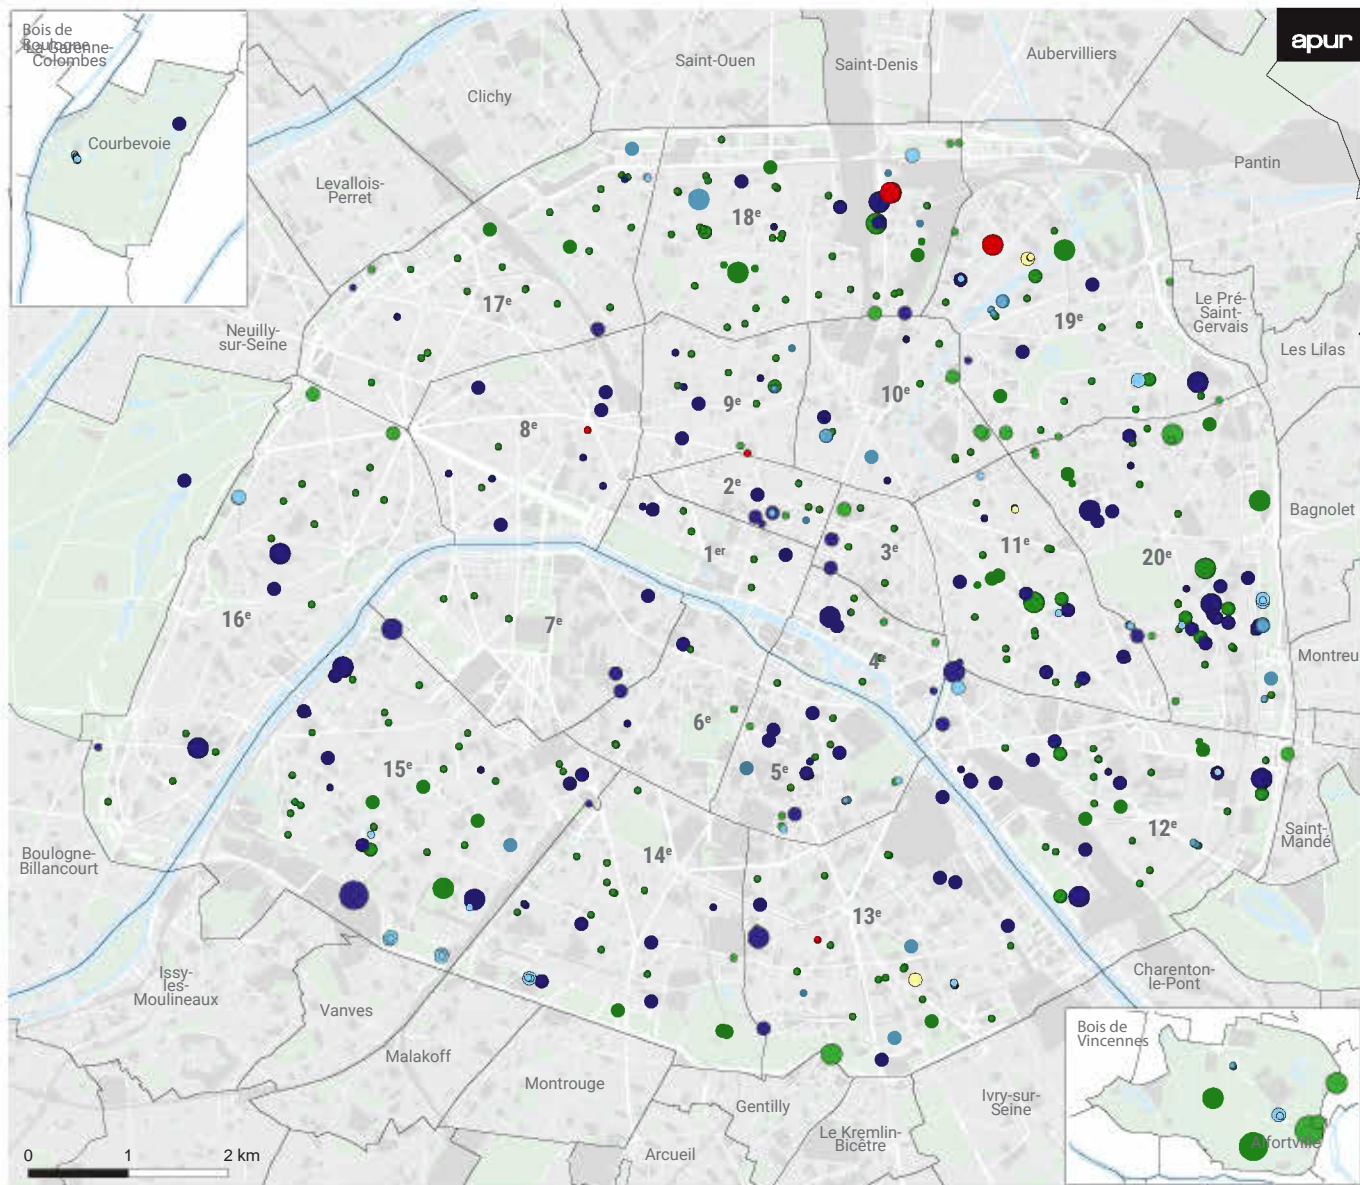 Bois de
Boulogne
La Garenne-
Colombes
Courbevoie
apur
Saint-Ouen
Saint-Denis
Aubervilliers
Clichy
Pantin
Levallois-
Perret
18e
17e
19e
Le Pré-
Saint-
Gervais
Neuilly-
sur-Seine
Les Lilas
9e
10e
8e
2e
Bagnolet
1er
3e
11e
20e
16e
7e
4e
Montreu
6e
5e
15e
12e
Saint-
Mandé
14e
Boulogne-
Billancourt
13e
Issy-
les-
Moulineaux
Charenton-
le-Pont
Vanves
Bois de
Vincennes
Malakoff
Montrouge
Gentilly
Ivry-sur-
Seine
Le Kremlin-
Bicêtre
Alfortville
Arcueil
0 1 2 km